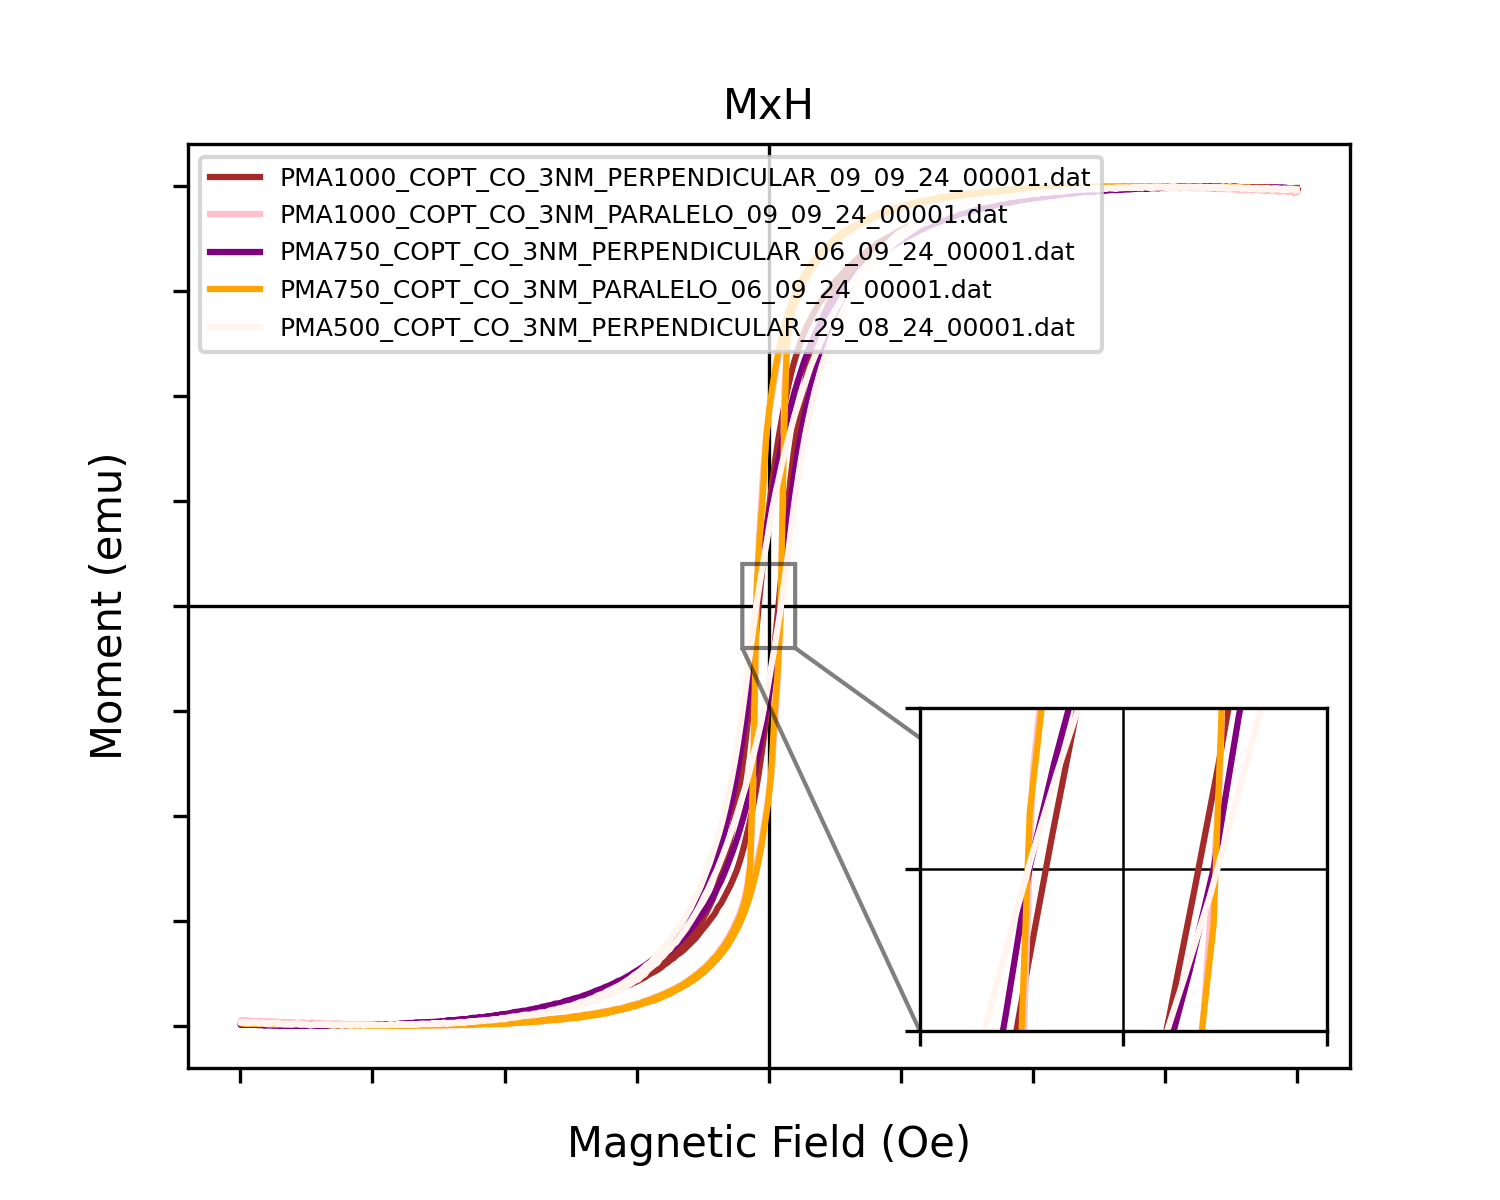 MxH
PMA1000_COPT_CO_3NM_PERPENDICULAR_09_09_24_00001.dat
PMA1000_COPT_CO_3NM_PARALELO_09_09_24_00001.dat
PMA750_COPT_CO_3NM_PERPENDICULAR_06_09_24_00001.dat
PMA750_COPT_CO_3NM_PARALELO_06_09_24_00001.dat
PMA500_COPT_CO_3NM_PERPENDICULAR_29_08_24_00001.dat
Moment (emu)
Magnetic Field (Oe)